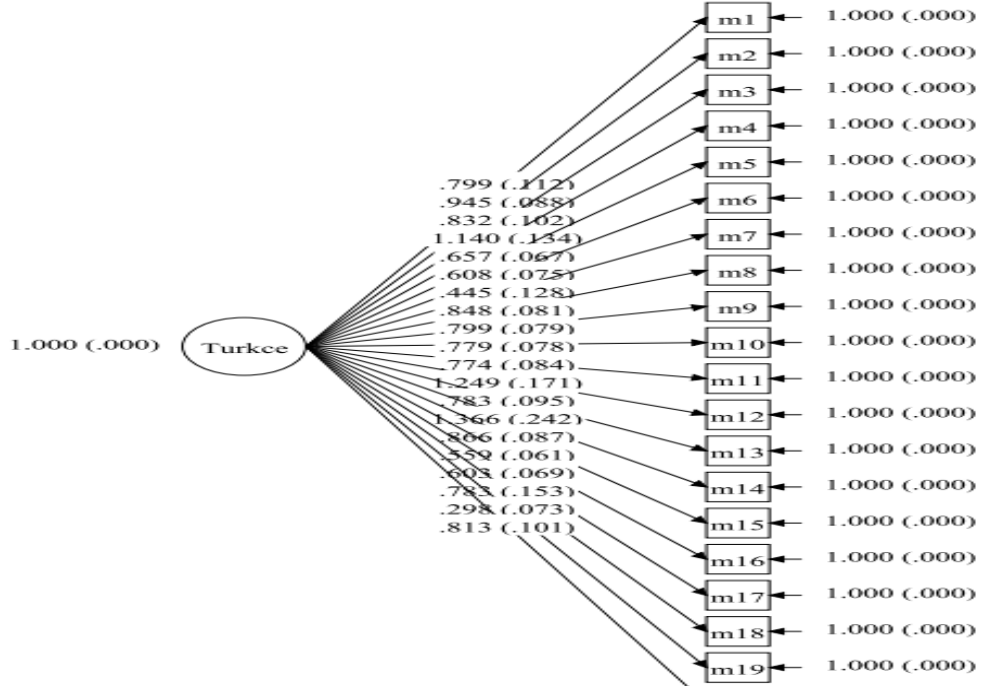 m1 1.000 (.000)
m2 1.000 (.000)
m3 1.000 (.000)
m4 1.000 (.000)
m5 1.000 (.000)
m6 1.000 (.000)
m7 1.000 (.000)
m8 1.000 (.000)
m9 1.000 (.000)
m10 1.000 (.000)
m11 1.000 (.000)
m12 1.000 (.000)
m13 1.000 (.000)
m14 1.000 (.000)
m15 1.000 (.000)
m16 1.000 (.000)
m17 1.000 (.000)
m18 1.000 (.000)
m19 1.000 (.000)
.799 (.112)
.945 (.088)
.832 (.102)
1.140 (.134)
.657 (.067)
.608 (.075)
.445 (.128)
.848 (.081)
.799 (.079)
.779 (.078)
.774 (.084)
1.249 (.171)
.783 (.095)
1.366 (.242)
.866 (.087)
.559 (.061)
.603 (.069)
.783 (.153)
.298 (.073)
.813 (.101)
1.000 (.000) Turkce